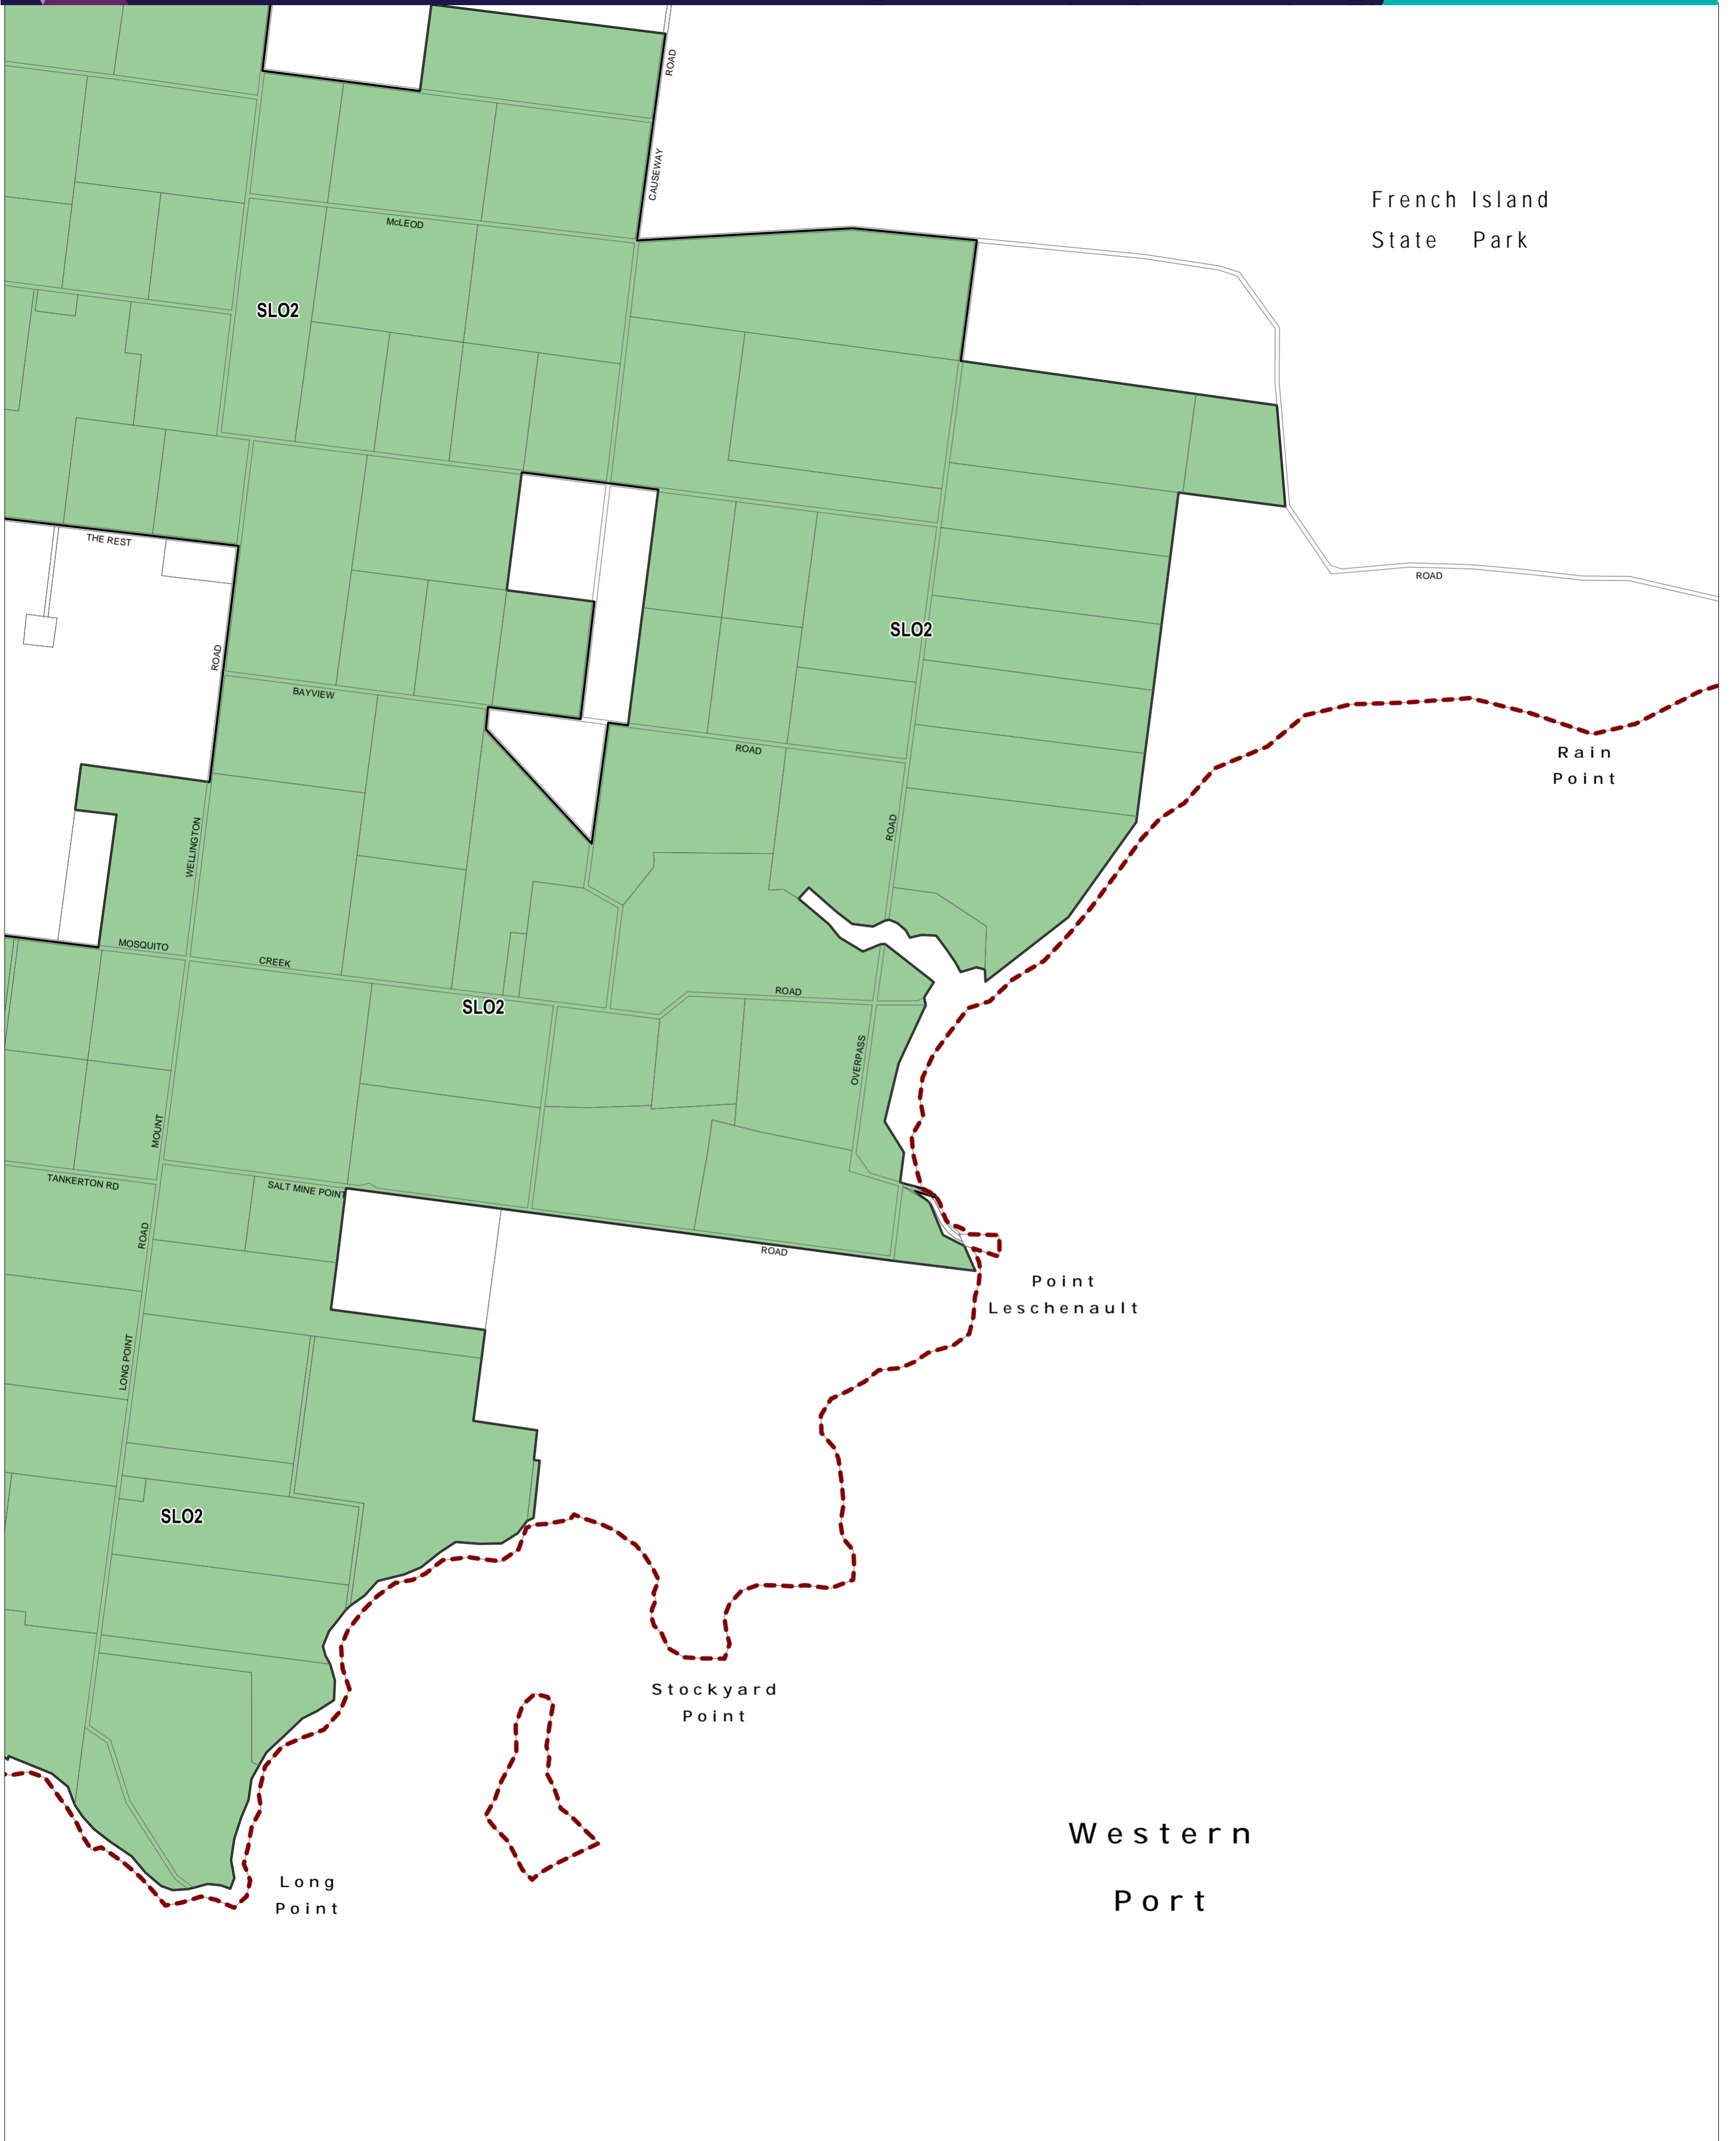 ROAD
CAUSEWAY
French Island
State Park
McLEOD
SLO2
THE REST
ROAD
SLO2
ROAD
BAYVIEW
ROAD
Rain
Point
WELLINGTON
ROAD
MOSQUITO
CREEK
SLO2
ROAD
OVERPASS
MOUNT
TANKERTON RD
SALT MINE POINT
ROAD
ROAD
Point
Leschenault
LONG POINT
SLO2
Stockyard
Point
Western
Port
Long
Point